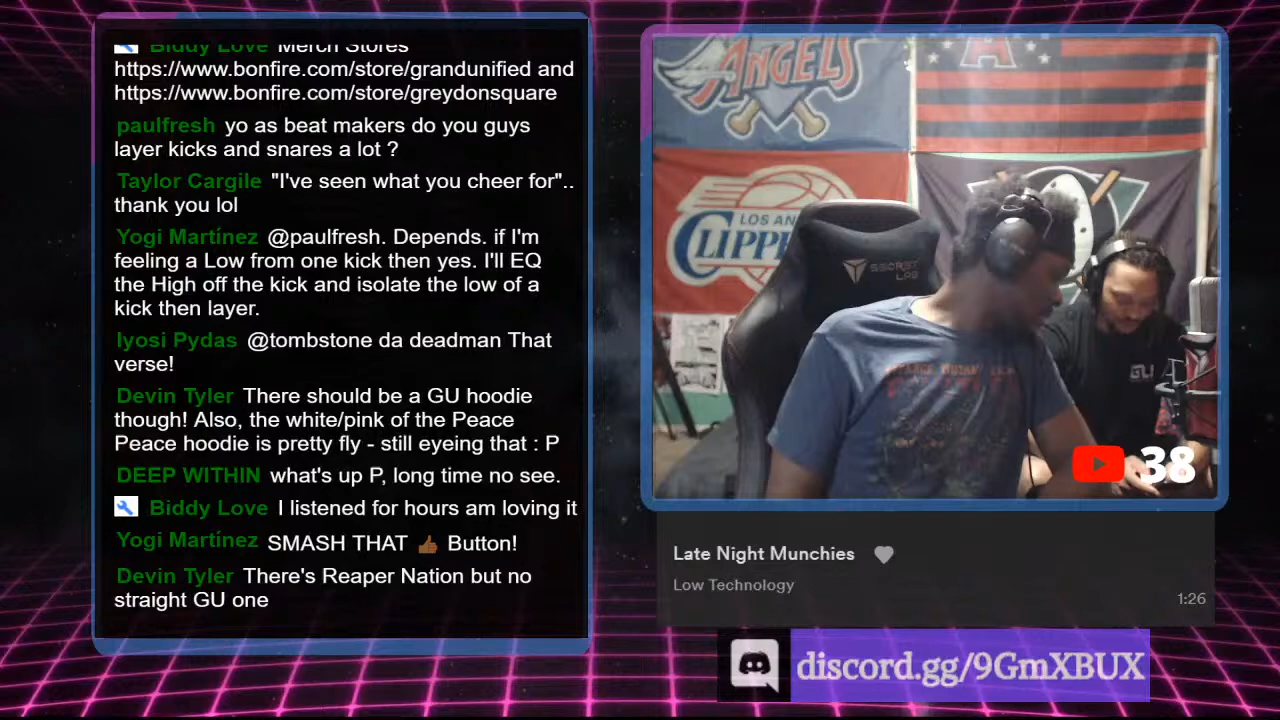 Biddy Love Merch Stores
https://www.bonfire.com/store/grandunified and
https://www.bonfire.com/store/greydonsquare
paulfresh yo as beat makers do you guys
layer kicks and snares a lot ?
Taylor Cargile "I've seen what you cheer for"..
thank you lol
Yogi Martínez @paulfresh. Depends. if I'm
feeling a Low from one kick then yes. I'll EQ
the High off the kick and isolate the low of a
kick then layer.
Iyosi Pydas @tombstone da deadman That
verse!
Devin Tyler There should be a GU hoodie
though! Also, the white/pink of the Peace
Peace hoodie is pretty fly - still eyeing that : P
DEEP WITHIN what's up P, long time no see.
Biddy Love I listened for hours am loving it
Yogi Martínez SMASH THAT 👍🏾 Button!
Devin Tyler There's Reaper Nation but no
straight GU one
ANGELS
A
LOS AN
CLIPPE
SECRET
LAB
GU
38
Late Night Munchies
Low Technology
1:26
discord.gg/9GmXBUX